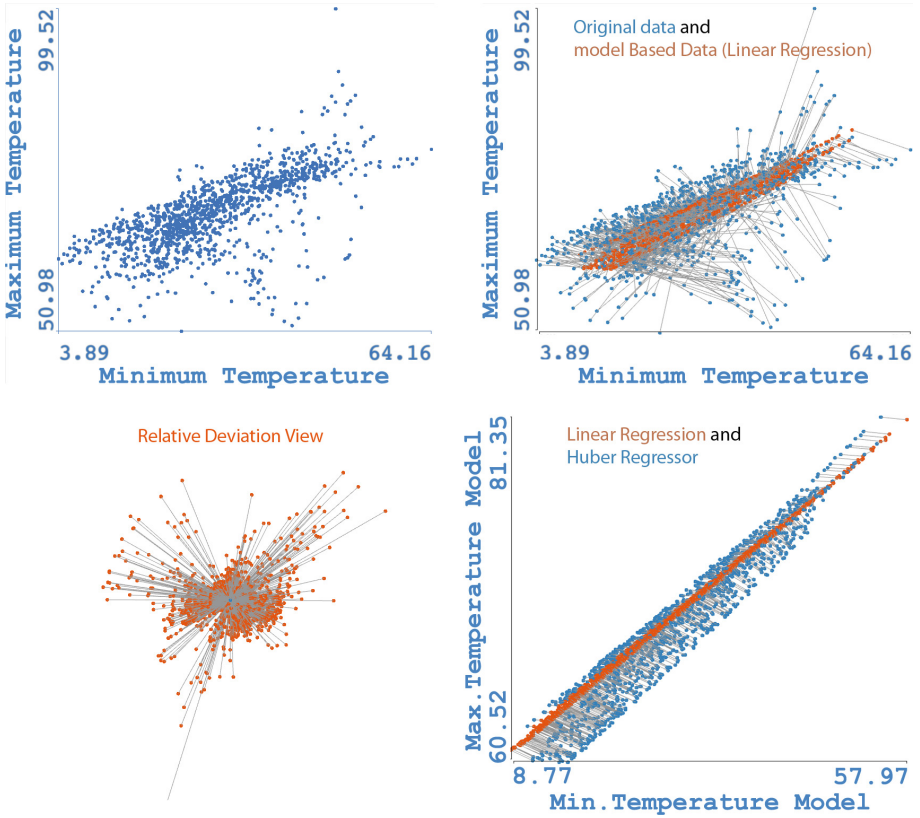 99.52
Maximum Temperature
50.98
3.89
64.16
Minimum Temperature
Original data and
model Based Data (Linear Regression)
99.52
Maximum Temperature
50.98
3.89
64.16
Minimum Temperature
Relative Deviation View
Linear Regression and
Huber Regressor
81.35
Max.Temperature Model
60.52
8.77
57.97
Min.Temperature Model